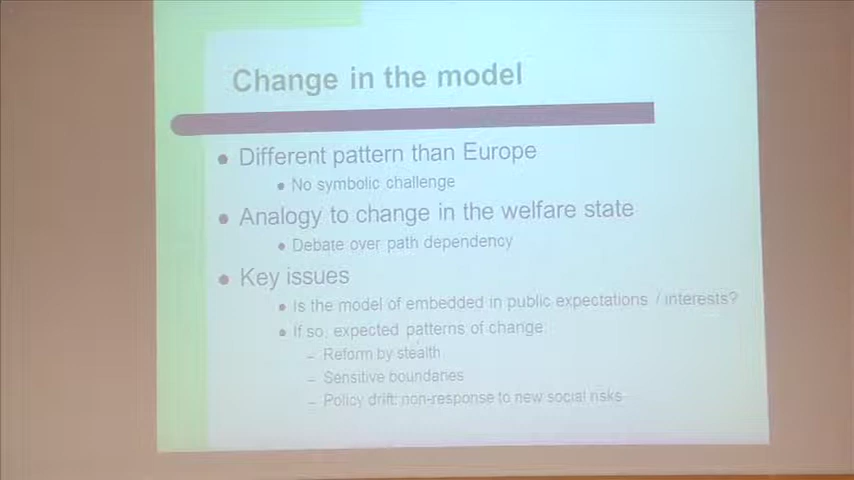 Change in the model
● Different pattern than Europe
● No symbolic challenge
● Analogy to change in the welfare state
● Debate over path dependency
● Key issues
● Is the model of embedded in public expectations / interests?
● If so, expected patterns of change
– Reform by stealth
– Sensitive boundaries
– Policy drift: non-response to new social risks